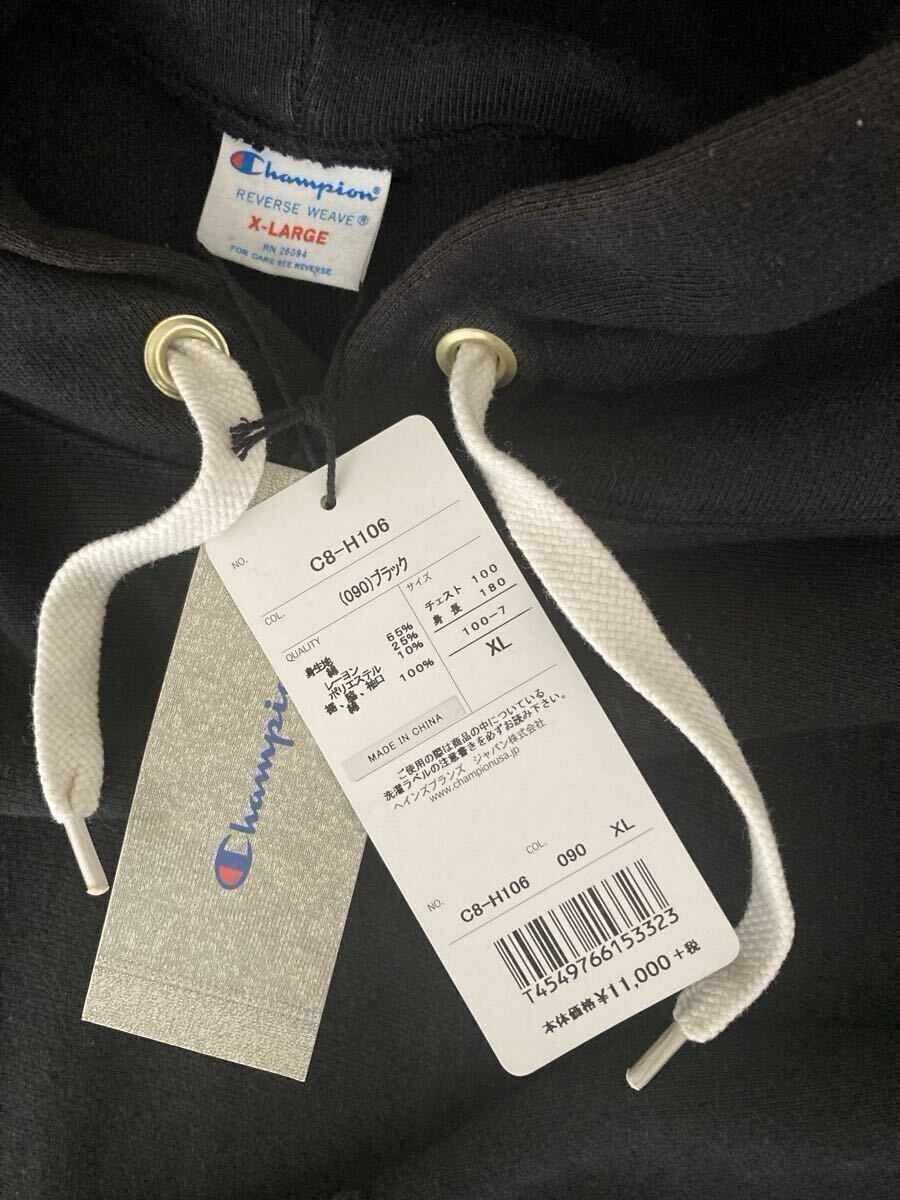 Champion®
REVERSE WEAVE®
X-LARGE
RN 26094
FOR CARE SEE REVERSE
NO. C8-H106
COL. (090)ブラック
サイズ
チェスト 100
身長 180
100-7
XL
QUALITY
身生地
綿 65%
レーヨン 25%
ポリエステル 10%
裾、脇、袖口
綿 100%
MADE IN CHINA
ご使用の際は商品の中についている
洗濯ラベルの注意書きを必ずお読み下さい。
ヘインズブランズ ジャパン株式会社
www.championusa.jp
COL.
NO. C8-H106 090 XL
T4549766153323
本体価格¥11,000+税
Champion